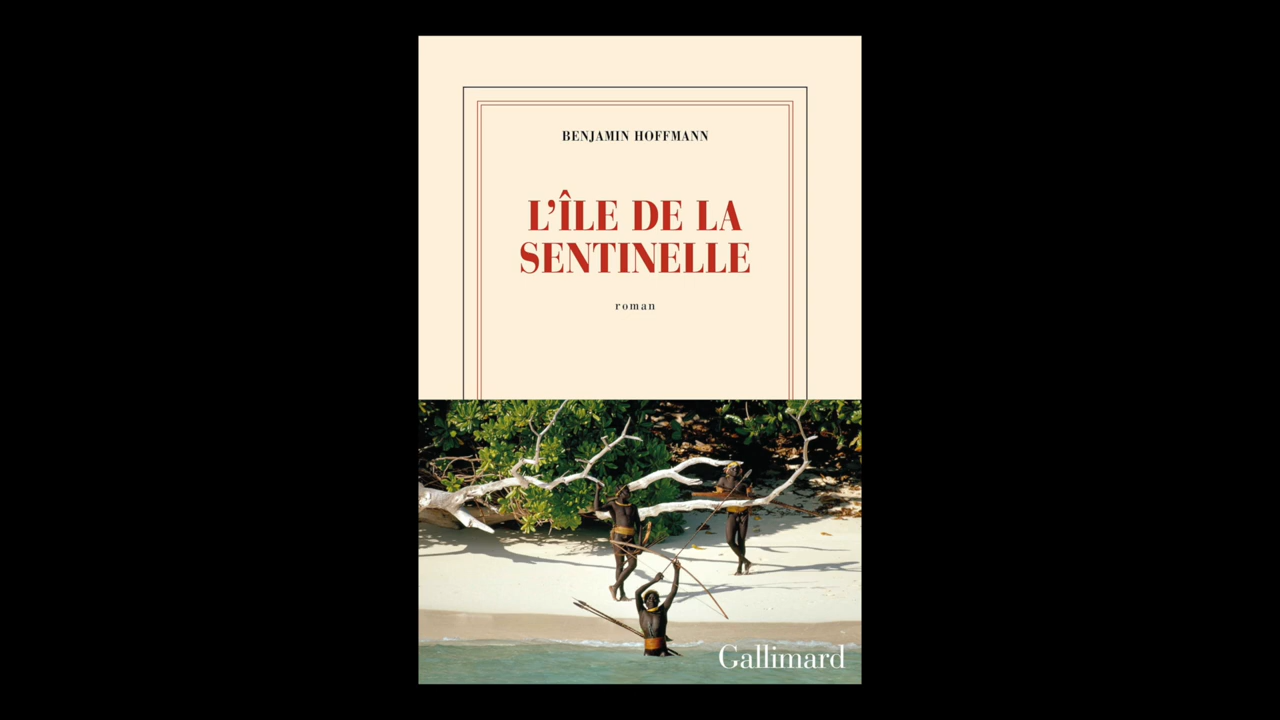 BENJAMIN HOFFMANN
L'ÎLE DE LA
SENTINELLE
roman
Gallimard